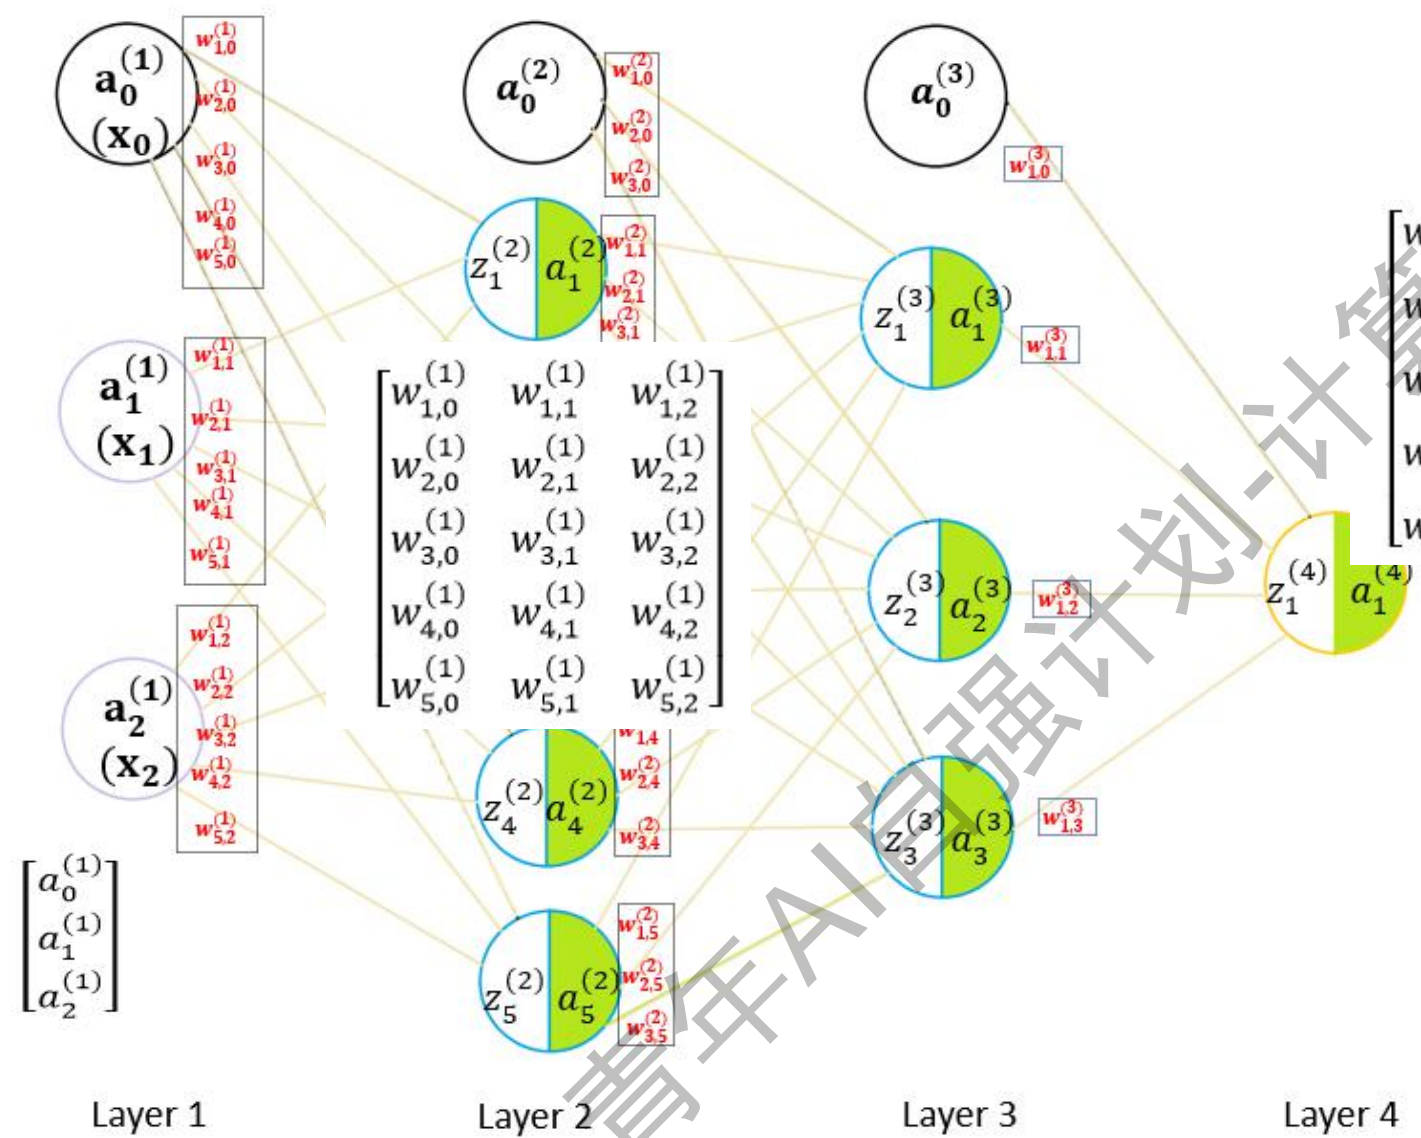 a₀⁽¹⁾
(x₀)
w₁,₀⁽¹⁾
w₂,₀⁽¹⁾
w₃,₀⁽¹⁾
w₄,₀⁽¹⁾
w₅,₀⁽¹⁾
a₁⁽¹⁾
(x₁)
w₁,₁⁽¹⁾
w₂,₁⁽¹⁾
w₃,₁⁽¹⁾
w₄,₁⁽¹⁾
w₅,₁⁽¹⁾
a₂⁽¹⁾
(x₂)
w₁,₂⁽¹⁾
w₂,₂⁽¹⁾
w₃,₂⁽¹⁾
w₄,₂⁽¹⁾
w₅,₂⁽¹⁾
a₀⁽¹⁾
a₁⁽¹⁾
a₂⁽¹⁾
a₀⁽²⁾
w₁,₀⁽²⁾
w₂,₀⁽²⁾
w₃,₀⁽²⁾
z₁⁽²⁾ a₁⁽²⁾
w₁,₁⁽²⁾
w₂,₁⁽²⁾
w₃,₁⁽²⁾
w₁,₀⁽¹⁾ w₁,₁⁽¹⁾ w₁,₂⁽¹⁾
w₂,₀⁽¹⁾ w₂,₁⁽¹⁾ w₂,₂⁽¹⁾
w₃,₀⁽¹⁾ w₃,₁⁽¹⁾ w₃,₂⁽¹⁾
w₄,₀⁽¹⁾ w₄,₁⁽¹⁾ w₄,₂⁽¹⁾
w₅,₀⁽¹⁾ w₅,₁⁽¹⁾ w₅,₂⁽¹⁾
z₄⁽²⁾ a₄⁽²⁾
w₁,₄
w₂,₄⁽²⁾
w₃,₄⁽²⁾
z₅⁽²⁾ a₅⁽²⁾
w₁,₅⁽²⁾
w₂,₅⁽²⁾
w₃,₅⁽²⁾
a₀⁽³⁾
w₁,₀⁽³⁾
z₁⁽³⁾ a₁⁽³⁾
w₁,₁⁽³⁾
z₂⁽³⁾ a₂⁽³⁾
w₁,₂⁽³⁾
z₃⁽³⁾ a₃⁽³⁾
w₁,₃⁽³⁾
z₁⁽⁴⁾ a₁⁽⁴⁾
青年AI自强计划-计算
Layer 1 Layer 2 Layer 3 Layer 4